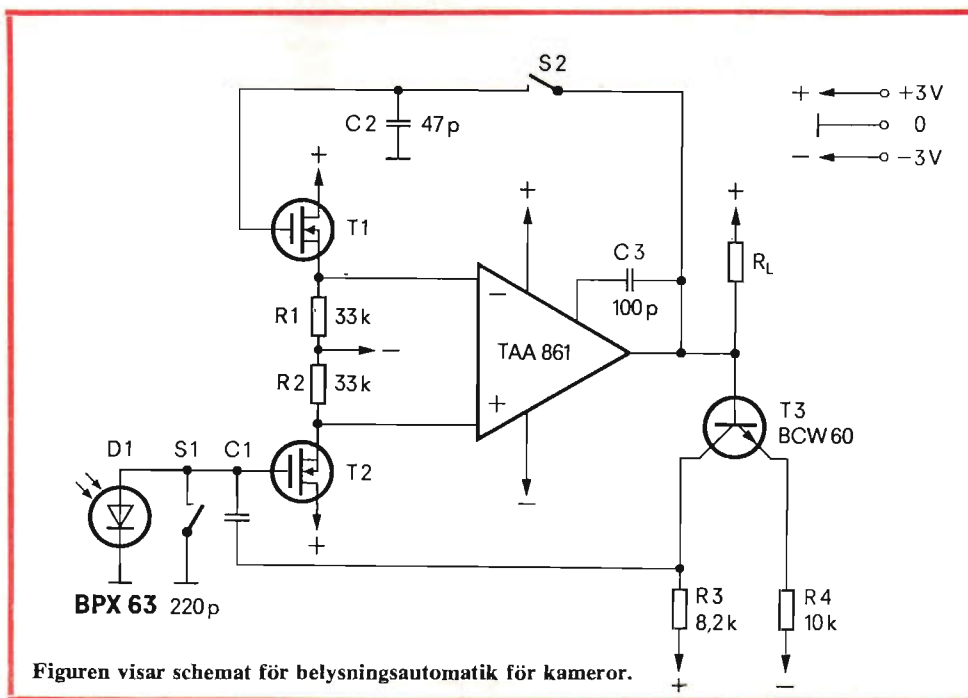 S2
+ +3V
C2 47p
0
− −3V
+
T1
+
+
C3
R_L
−
100p
R1 33k
−
TAA 861
R2 33k
+
T3
BCW60
D1 S1 C1
T2
−
+
BPX 63 220p
R3
8,2k
R4
10k
+
−
Figuren visar schemat för belysningsautomatik för kameror.